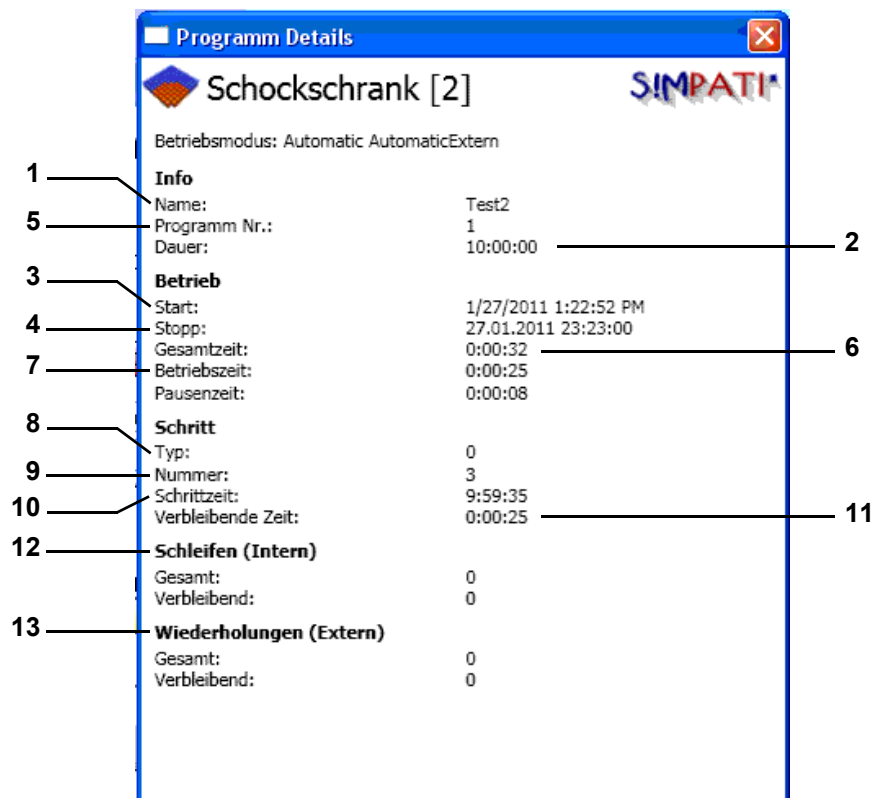 Programm Details
Schockschrank [2] S!MPATI*
Betriebsmodus: Automatic AutomaticExtern
1 Info
Name: Test2
5 Programm Nr.: 1
Dauer: 10:00:00 2
3 Betrieb
Start: 1/27/2011 1:22:52 PM
4 Stopp: 27.01.2011 23:23:00
Gesamtzeit: 0:00:32 6
7 Betriebszeit: 0:00:25
Pausenzeit: 0:00:08
8 Schritt
Typ: 0
9 Nummer: 3
10 Schrittzeit: 9:59:35
Verbleibende Zeit: 0:00:25 11
12 Schleifen (Intern)
Gesamt: 0
Verbleibend: 0
13 Wiederholungen (Extern)
Gesamt: 0
Verbleibend: 0